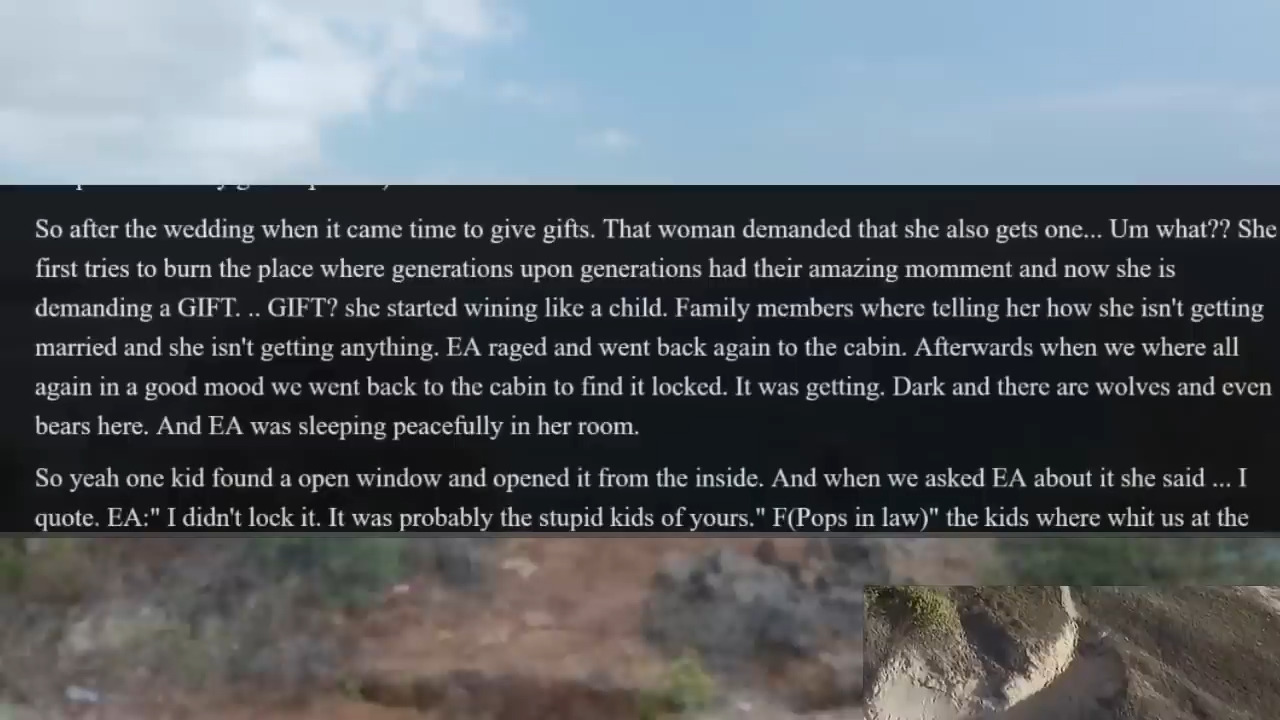 So after the wedding when it came time to give gifts. That woman demanded that she also gets one... Um what?? She
first tries to burn the place where generations upon generations had their amazing momment and now she is
demanding a GIFT. .. GIFT? she started wining like a child. Family members where telling her how she isn't getting
married and she isn't getting anything. EA raged and went back again to the cabin. Afterwards when we where all
again in a good mood we went back to the cabin to find it locked. It was getting. Dark and there are wolves and even
bears here. And EA was sleeping peacefully in her room.
So yeah one kid found a open window and opened it from the inside. And when we asked EA about it she said ... I
quote. EA:" I didn't lock it. It was probably the stupid kids of yours." F(Pops in law)" the kids where whit us at the